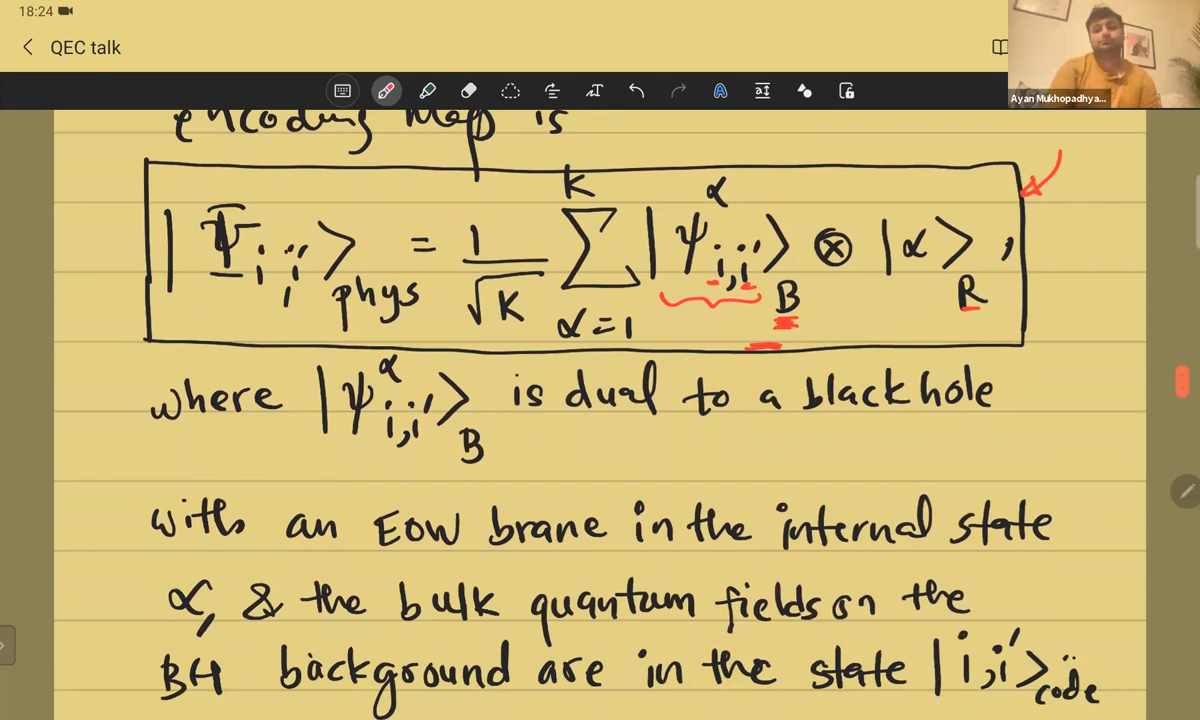 18:24
QEC talk
Ayan Mukhopadhya...
encoding map is
|Ψ_{i,i'}⟩_phys = 1/√K Σ_{α=1}^{K} |ψ^α_{i,i'}⟩_B ⊗ |α⟩_R ,
where |ψ^α_{i,i'}⟩_B is dual to a black hole
with an EOW brane in the internal state
α, & the bulk quantum fields on the
BH background are in the state |i,i'⟩_code